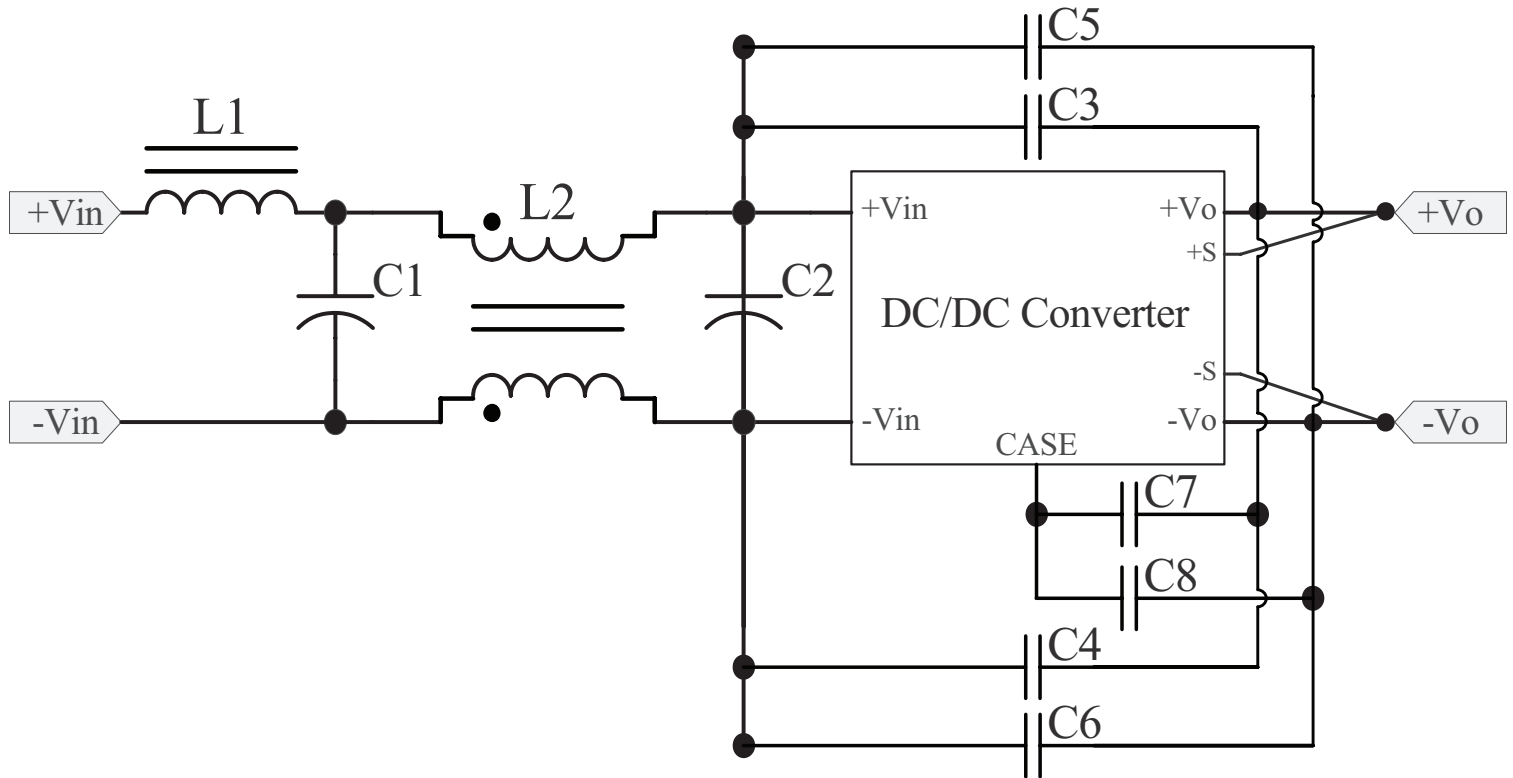 C5
C3
L1
L2
+Vin
+Vin
+Vo
+Vo
+S
C1
C2
DC/DC Converter
-S
-Vin
-Vin
-Vo
-Vo
CASE
C7
C8
C4
C6